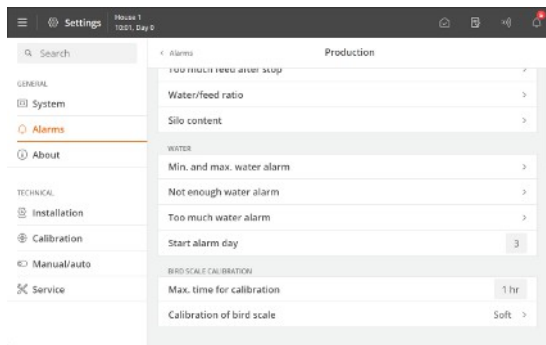 Settings
House 1
10:01, Day 0
Search
GENERAL
System
Alarms
About
TECHNICAL
Installation
Calibration
Manual/auto
Service
Alarms
Production
Too much feed after stop
Water/feed ratio
Silo content
WATER
Min. and max. water alarm
Not enough water alarm
Too much water alarm
Start alarm day 3
BIRD SCALE CALIBRATION
Max. time for calibration 1 hr
Calibration of bird scale Soft